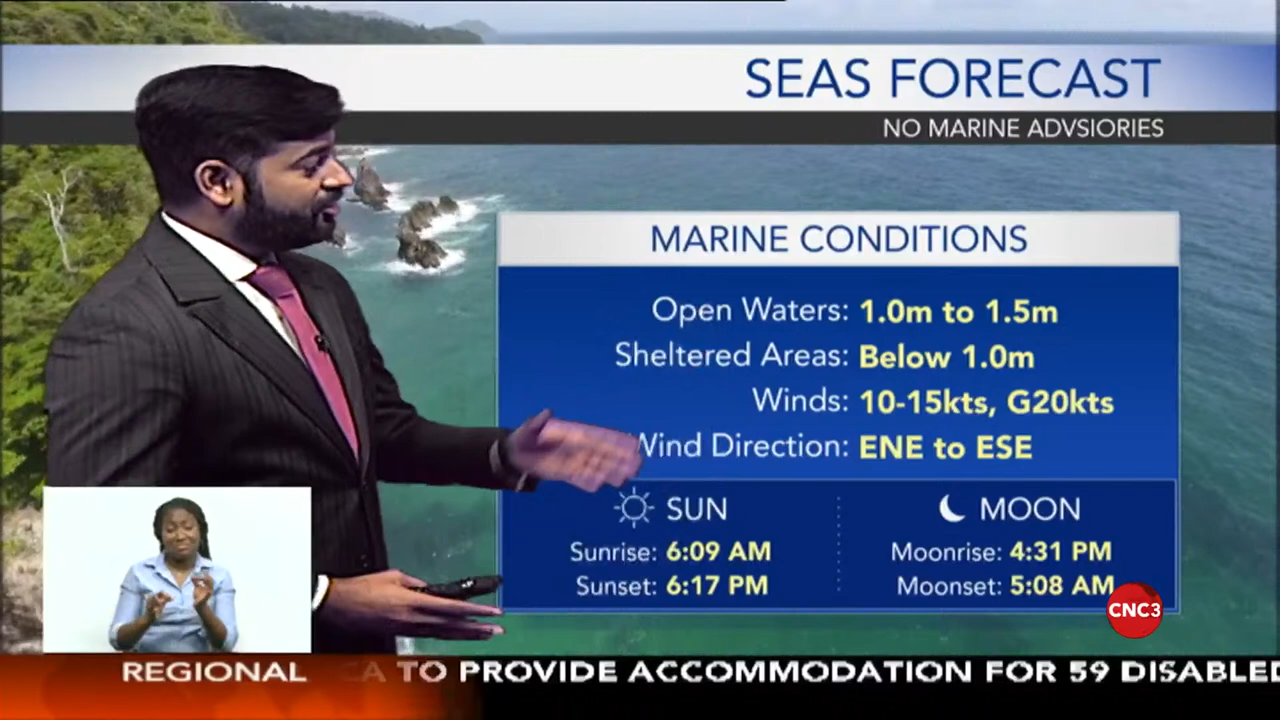 SEAS FORECAST
NO MARINE ADVSIORIES
MARINE CONDITIONS
Open Waters: 1.0m to 1.5m
Sheltered Areas: Below 1.0m
Winds: 10-15kts, G20kts
Wind Direction: ENE to ESE
SUN
Sunrise: 6:09 AM
Sunset: 6:17 PM
MOON
Moonrise: 4:31 PM
Moonset: 5:08 AM
CNC3
REGIONAL CA TO PROVIDE ACCOMMODATION FOR 59 DISABLED